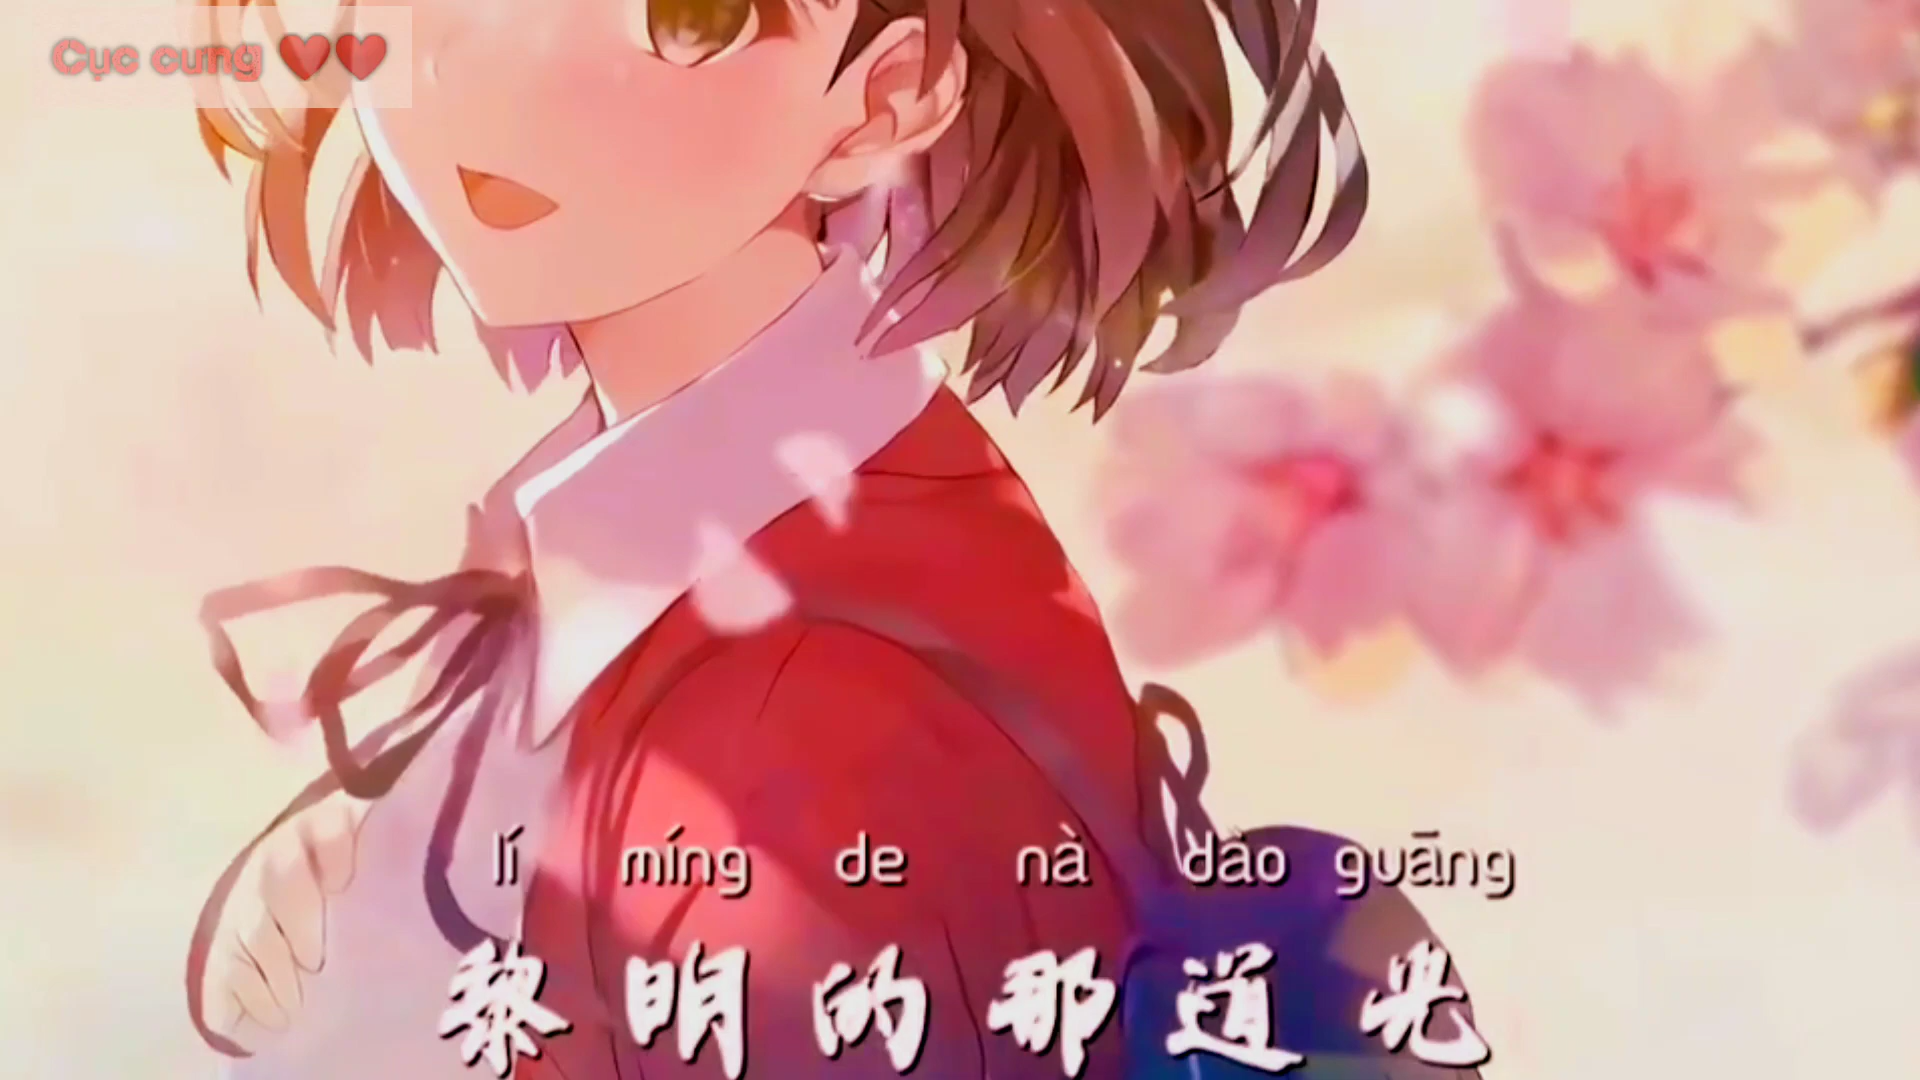 Cục cưng ❤❤
lí míng de nà dào guāng
黎明的那道光